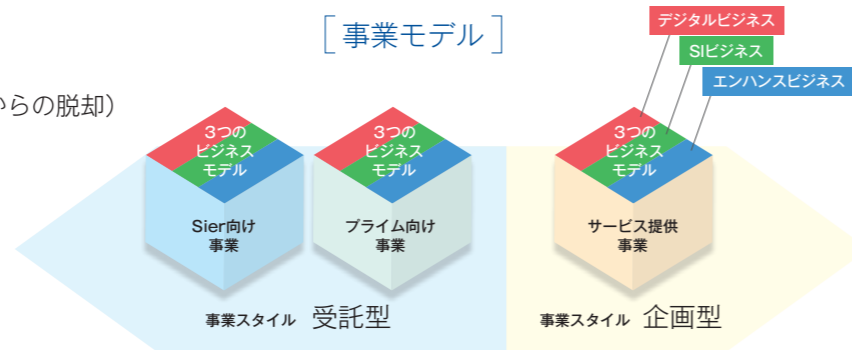 [ 事業モデル ]
デジタルビジネス
SIビジネス
エンハンスビジネス
からの脱却）
3つの
ビジネス
モデル
Sier向け
事業
3つの
ビジネス
モデル
プライム向け
事業
3つの
ビジネス
モデル
サービス提供
事業
事業スタイル 受託型
事業スタイル 企画型